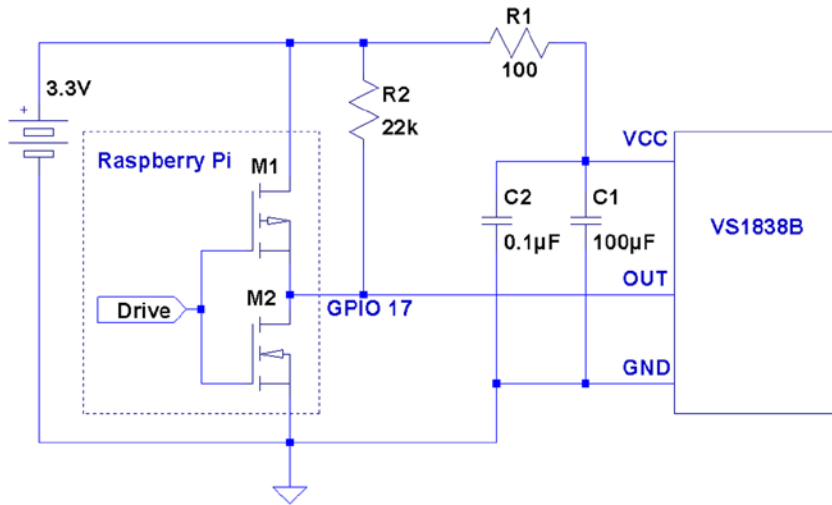 R1
100
3.3V
+
R2
22k
Raspberry Pi
M1
VCC
C2
0.1µF
C1
100µF
VS1838B
Drive
M2
GPIO 17
OUT
GND